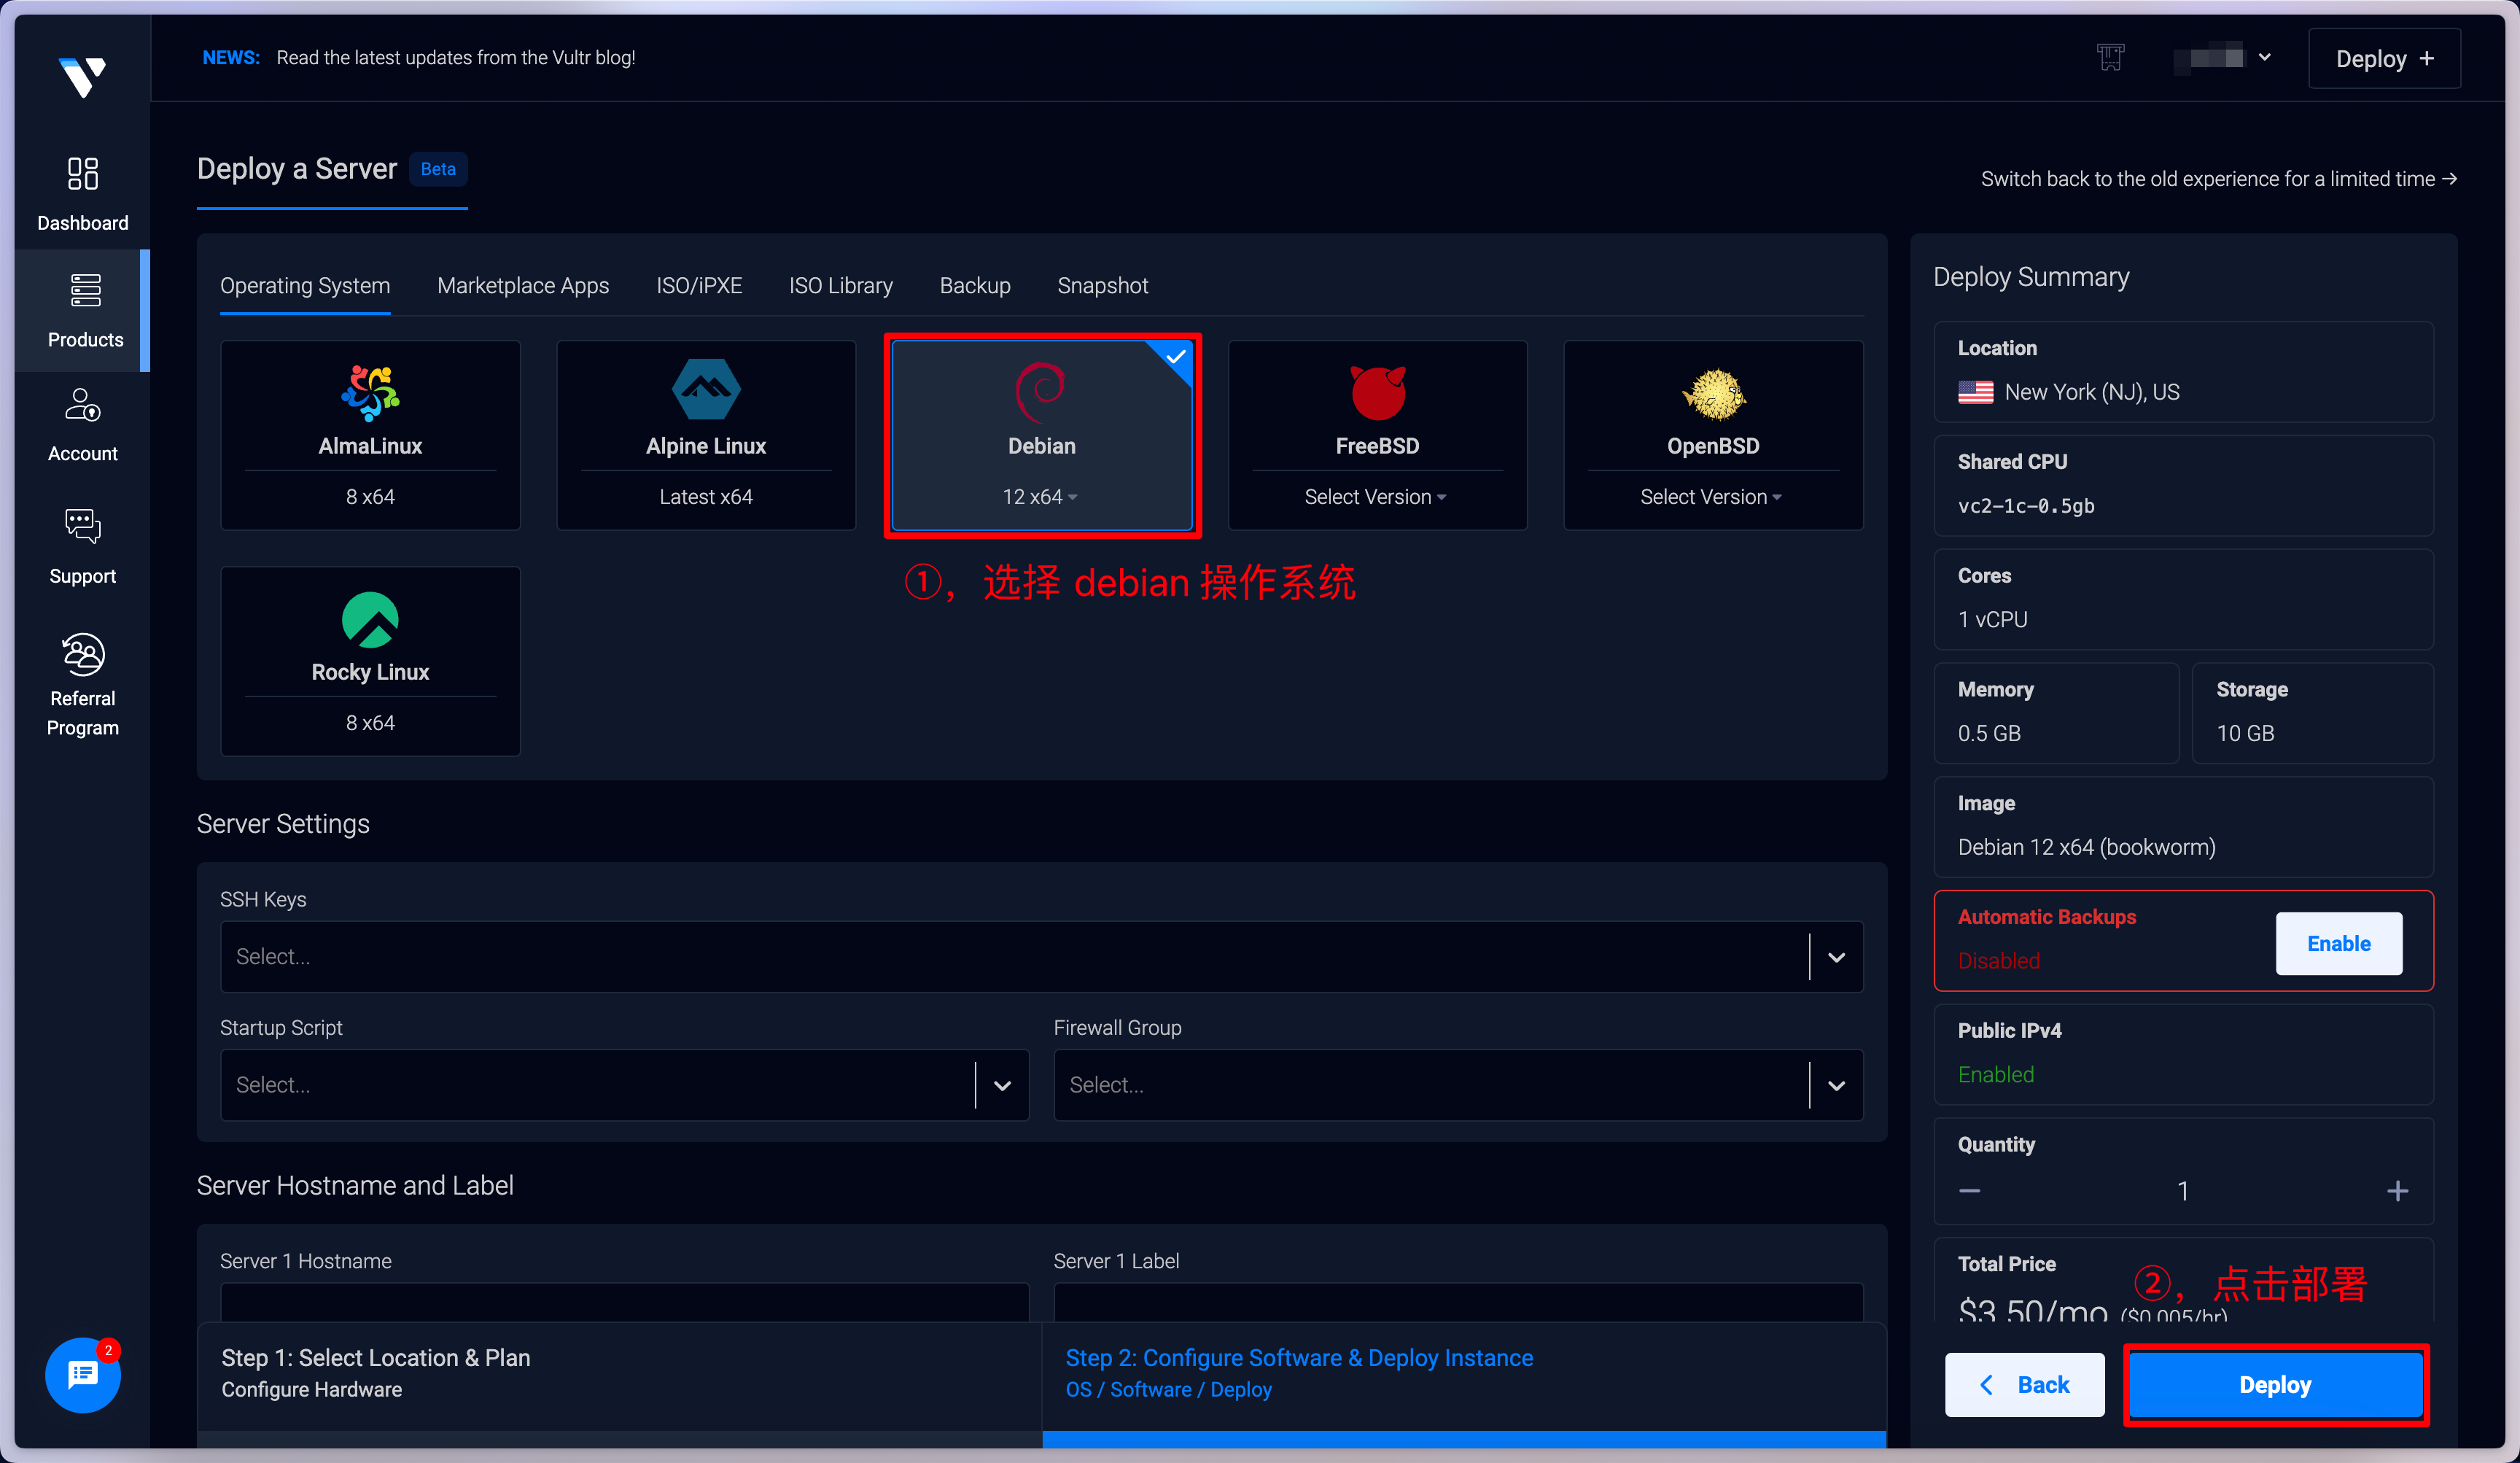 NEWS: Read the latest updates from the Vultr blog!
Deploy +
Dashboard
Products
Account
Support
Referral
Program
2
Deploy a Server Beta
Switch back to the old experience for a limited time →
Operating System Marketplace Apps ISO/iPXE ISO Library Backup Snapshot
AlmaLinux
8 x64
Alpine Linux
Latest x64
Debian
12 x64
FreeBSD
Select Version
OpenBSD
Select Version
①，选择 debian 操作系统
Rocky Linux
8 x64
Server Settings
SSH Keys
Select...
Startup Script
Select...
Firewall Group
Select...
Server Hostname and Label
Server 1 Hostname
Server 1 Label
Step 1: Select Location & Plan
Configure Hardware
Step 2: Configure Software & Deploy Instance
OS / Software / Deploy
Deploy Summary
Location
New York (NJ), US
Shared CPU
vc2-1c-0.5gb
Cores
1 vCPU
Memory
0.5 GB
Storage
10 GB
Image
Debian 12 x64 (bookworm)
Automatic Backups
Disabled
Enable
Public IPv4
Enabled
Quantity
1
Total Price
②，点击部署
$3.50/mo ($0.005/hr)
Back
Deploy